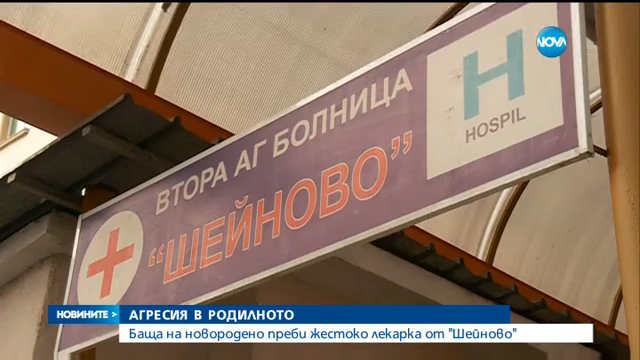 NOVA
ВТОРА АГ БОЛНИЦА
"ШЕЙНОВО"
H
HOSPIL
НОВИНИТЕ
АГРЕСИЯ В РОДИЛНОТО
Баща на новородено преби жестоко лекарка от "Шейново"